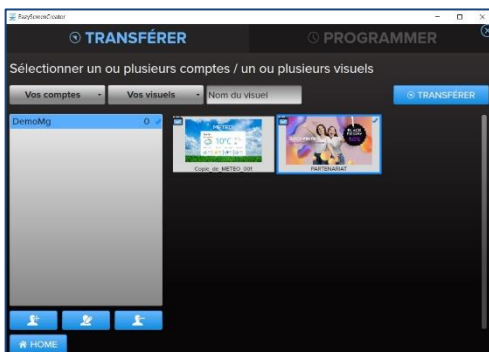 EazyScreenCreator
TRANSFÉRER
PROGRAMMER
Sélectionner un ou plusieurs comptes / un ou plusieurs visuels
Vos comptes
Vos visuels
Nom du visuel
TRANSFÉRER
DemoMg 0
METEO
10°C
BLACK
FRIDAY
Copie_de_METEO_001
PARTENARIAT
HOME